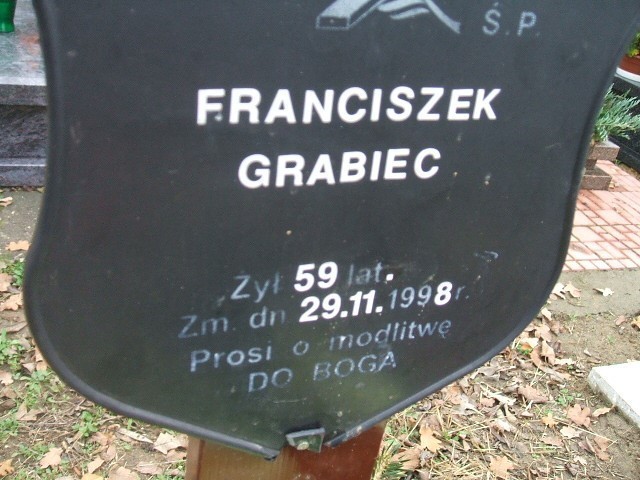 Ś.P.
FRANCISZEK
GRABIEC
Żył 59 lat.
Zm. dn 29.11.1998r.
Prosi o modlitwę
DO BOGA